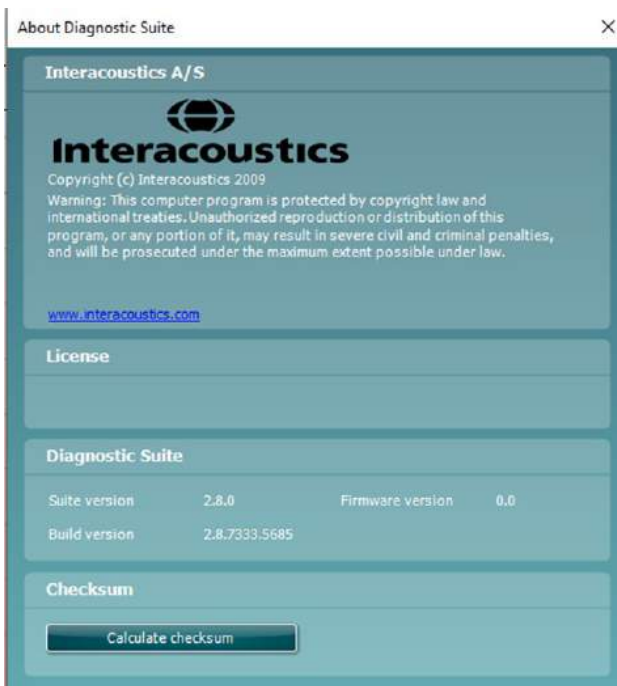 About Diagnostic Suite
Interacoustics A/S
Interacoustics
Copyright (c) Interacoustics 2009
Warning: This computer program is protected by copyright law and
international treaties. Unauthorized reproduction or distribution of this
program, or any portion of it, may result in severe civil and criminal penalties,
and will be prosecuted under the maximum extent possible under law.
www.interacoustics.com
License
Diagnostic Suite
Suite version 2.8.0 Firmware version 0.0
Build version 2.8.7333.5685
Checksum
Calculate checksum